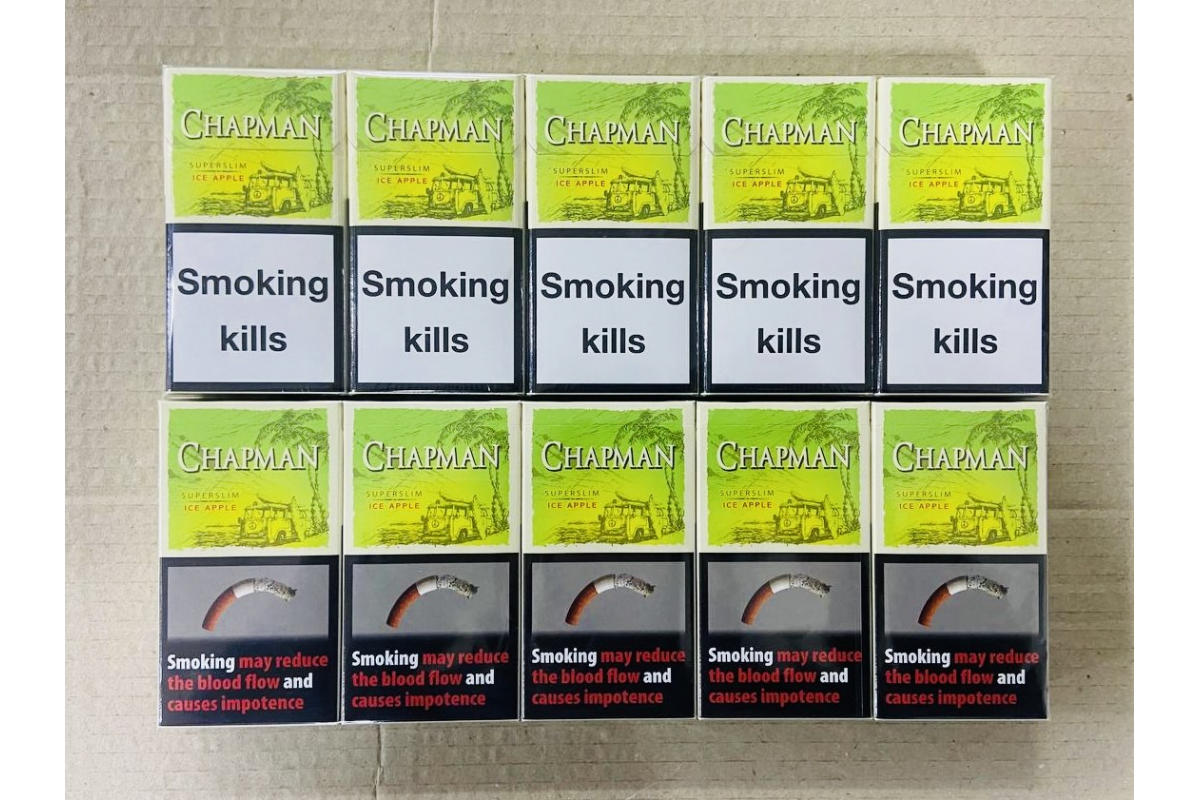 CHAPMAN
SUPERSLIM
ICE APPLE
Smoking
kills
CHAPMAN
SUPERSLIM
ICE APPLE
Smoking
kills
CHAPMAN
SUPERSLIM
ICE APPLE
Smoking
kills
CHAPMAN
SUPERSLIM
ICE APPLE
Smoking
kills
CHAPMAN
SUPERSLIM
ICE APPLE
Smoking
kills
CHAPMAN
SUPERSLIM
ICE APPLE
Smoking may reduce
the blood flow and
causes impotence
CHAPMAN
SUPERSLIM
ICE APPLE
Smoking may reduce
the blood flow and
causes impotence
CHAPMAN
SUPERSLIM
ICE APPLE
Smoking may reduce
the blood flow and
causes impotence
CHAPMAN
SUPERSLIM
ICE APPLE
Smoking may reduce
the blood flow and
causes impotence
CHAPMAN
SUPERSLIM
ICE APPLE
Smoking may reduce
the blood flow and
causes impotence